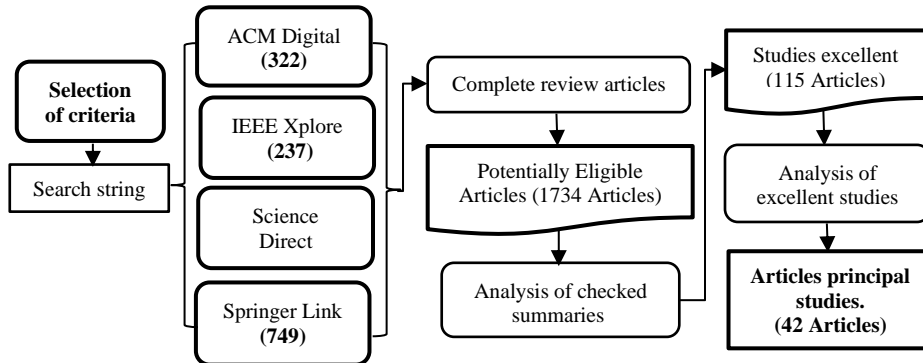 Selection
of criteria
Search string
ACM Digital
(322)
IEEE Xplore
(237)
Science
Direct
Springer Link
(749)
Complete review articles
Potentially Eligible
Articles (1734 Articles)
Analysis of checked
summaries
Studies excellent
(115 Articles)
Analysis of
excellent studies
Articles principal
studies.
(42 Articles)